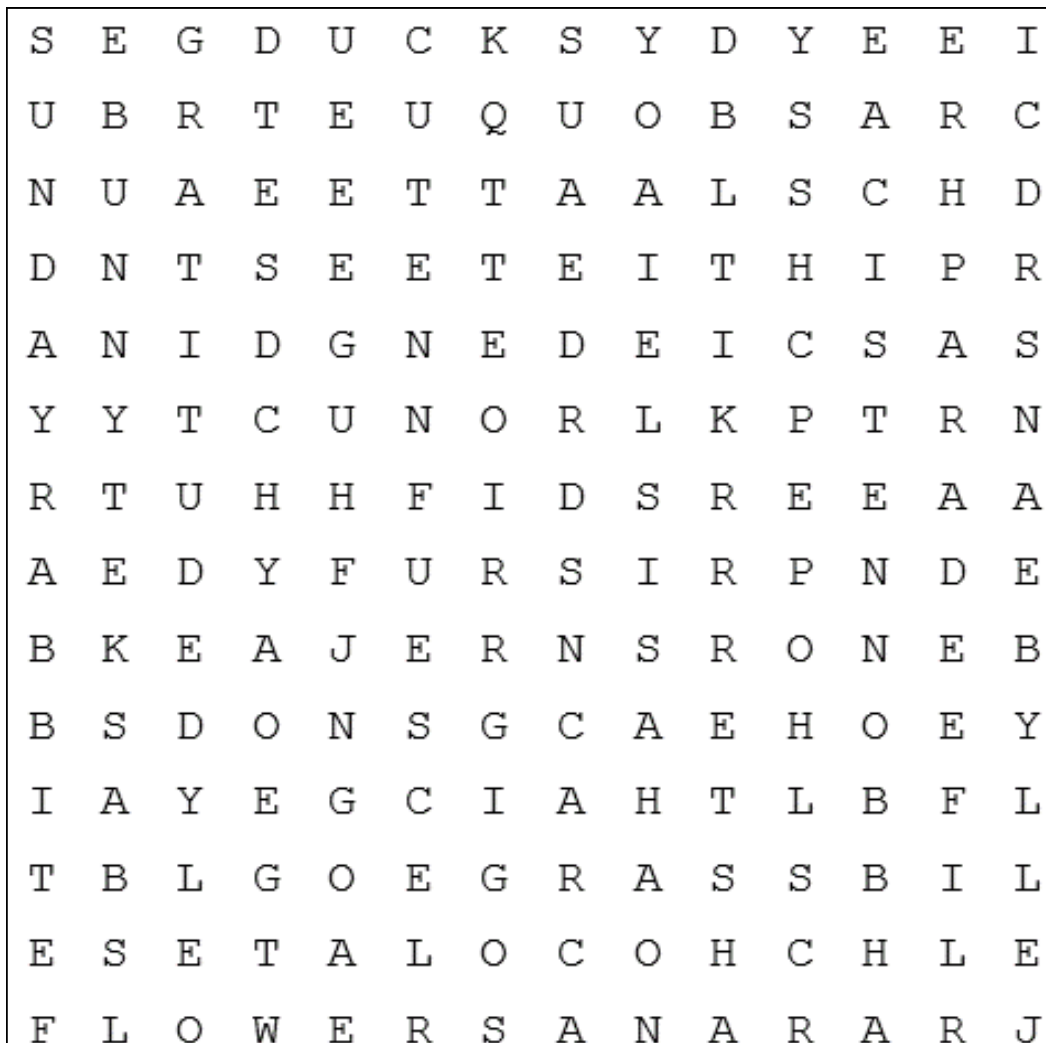 S E G D U C K S Y D Y E E I
U B R T E U Q U O B S A R C
N U A E E T T A A L S C H D
D N T S E E T E I T H I P R
A N I D G N E D E I C S A S
Y Y T C U N O R L K P T R N
R T U H H F I D S R E E A A
A E D Y F U R S I R P N D E
B K E A J E R N S R O N E B
B S D O N S G C A E H O E Y
I A Y E G C I A H T L B F L
T B L G O E G R A S S B I L
E S E T A L O C O H C H L E
F L O W E R S A N A R A R J